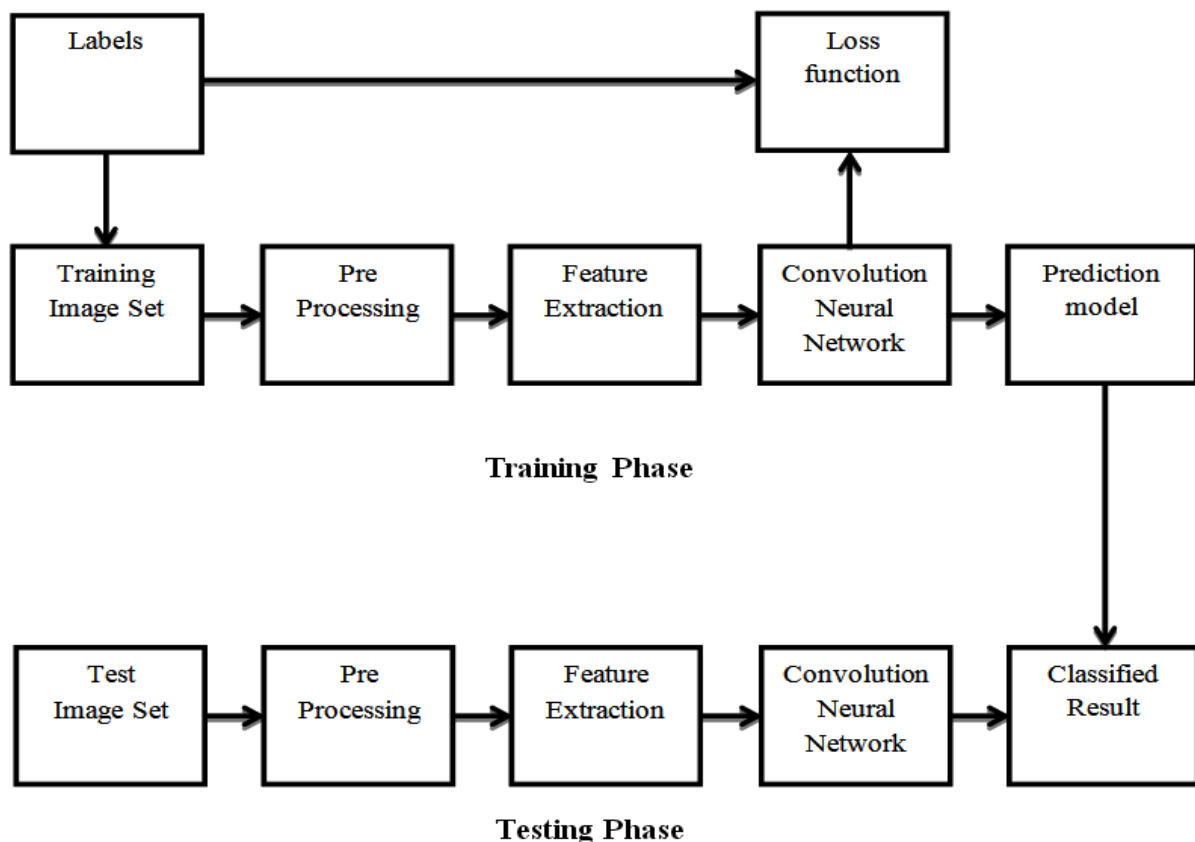 Labels
Loss
function
Training
Image Set
Pre
Processing
Feature
Extraction
Convolution
Neural
Network
Prediction
model
Training Phase
Test
Image Set
Pre
Processing
Feature
Extraction
Convolution
Neural
Network
Classified
Result
Testing Phase